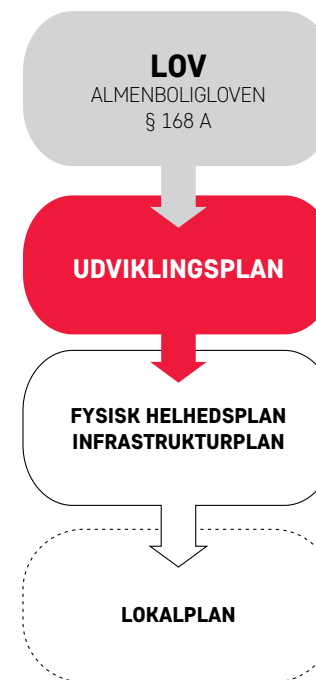 LOV
ALMENBOLIGLOVEN
§ 168 A
UDVIKLINGSPLAN
FYSISK HELHEDSPLAN
INFRASTRUKTURPLAN
LOKALPLAN